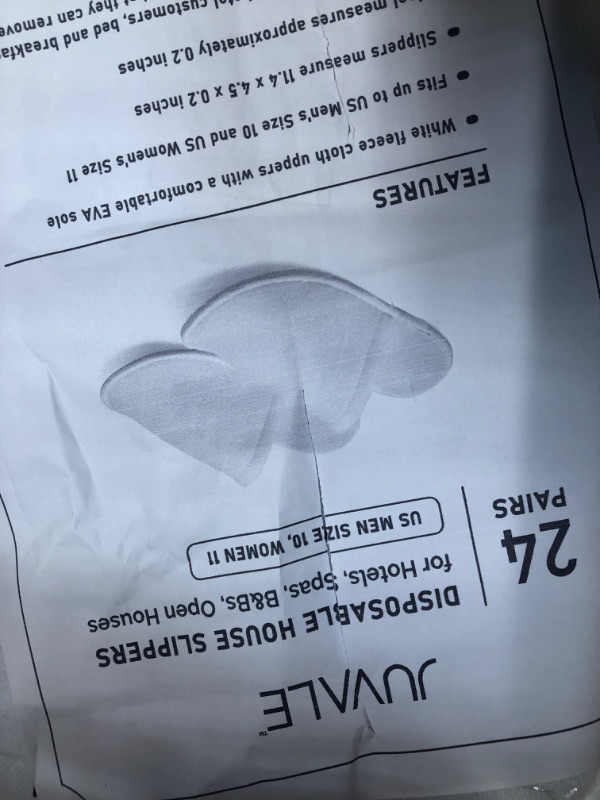 JUVALE™
DISPOSABLE HOUSE SLIPPERS
for Hotels, Spas, B&Bs, Open Houses
US MEN SIZE 10, WOMEN 11
24
PAIRS
FEATURES
• White fleece cloth uppers with a comfortable EVA sole
• Fits up to US Men's Size 10 and US Women's Size 11
• Slippers measure 11.4 x 4.5 x 0.2 inches
measures approximately 0.2 inches
customers, bed and
they can